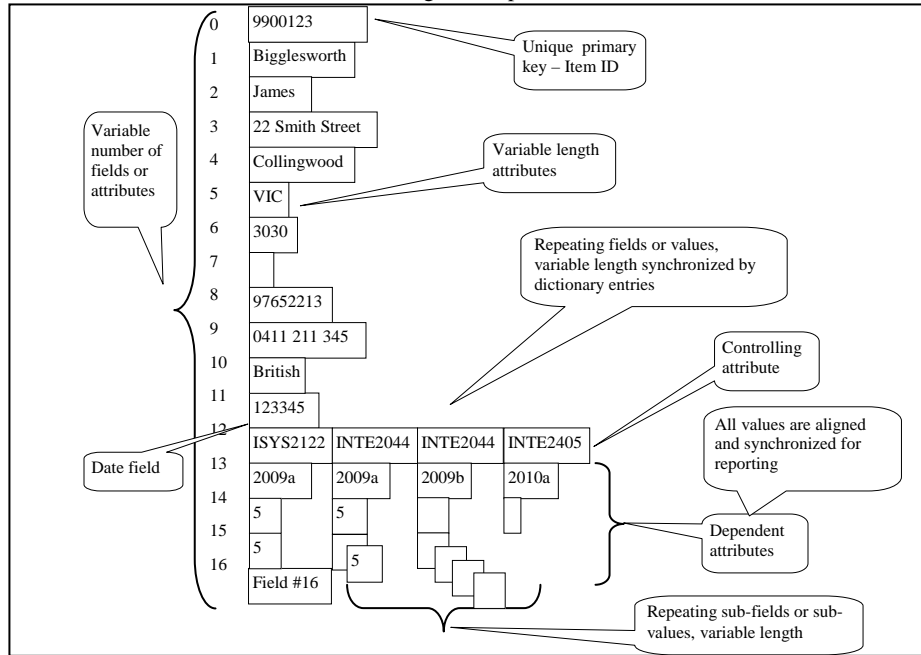 0
9900123
Unique primary
key – Item ID
1
Bigglesworth
2
James
3
22 Smith Street
Variable
number of
fields or
attributes
Variable length
attributes
4
Collingwood
5
VIC
6
3030
7
Repeating fields or values,
variable length synchronized by
dictionary entries
8
97652213
9
0411 211 345
Controlling
attribute
10
British
11
123345
12
ISYS2122 INTE2044 INTE2044 INTE2405
All values are aligned
and synchronized for
reporting
Date field
13
2009a 2009a 2009b 2010a
14
5 5
Dependent
attributes
15
5 5
16
Field #16
Repeating sub-fields or sub-
values, variable length